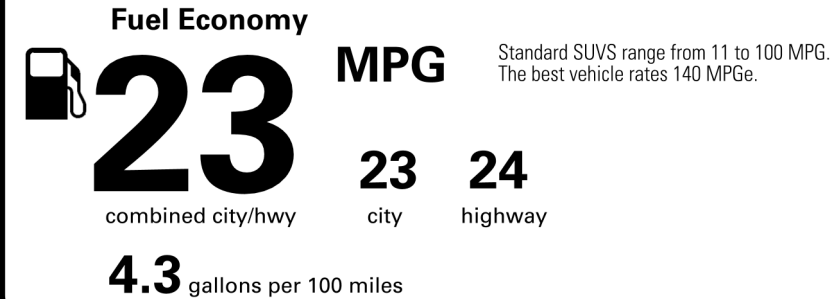 Fuel Economy
23
MPG
Standard SUVS range from 11 to 100 MPG.
The best vehicle rates 140 MPGe.
combined city/hwy
23
city
24
highway
4.3 gallons per 100 miles